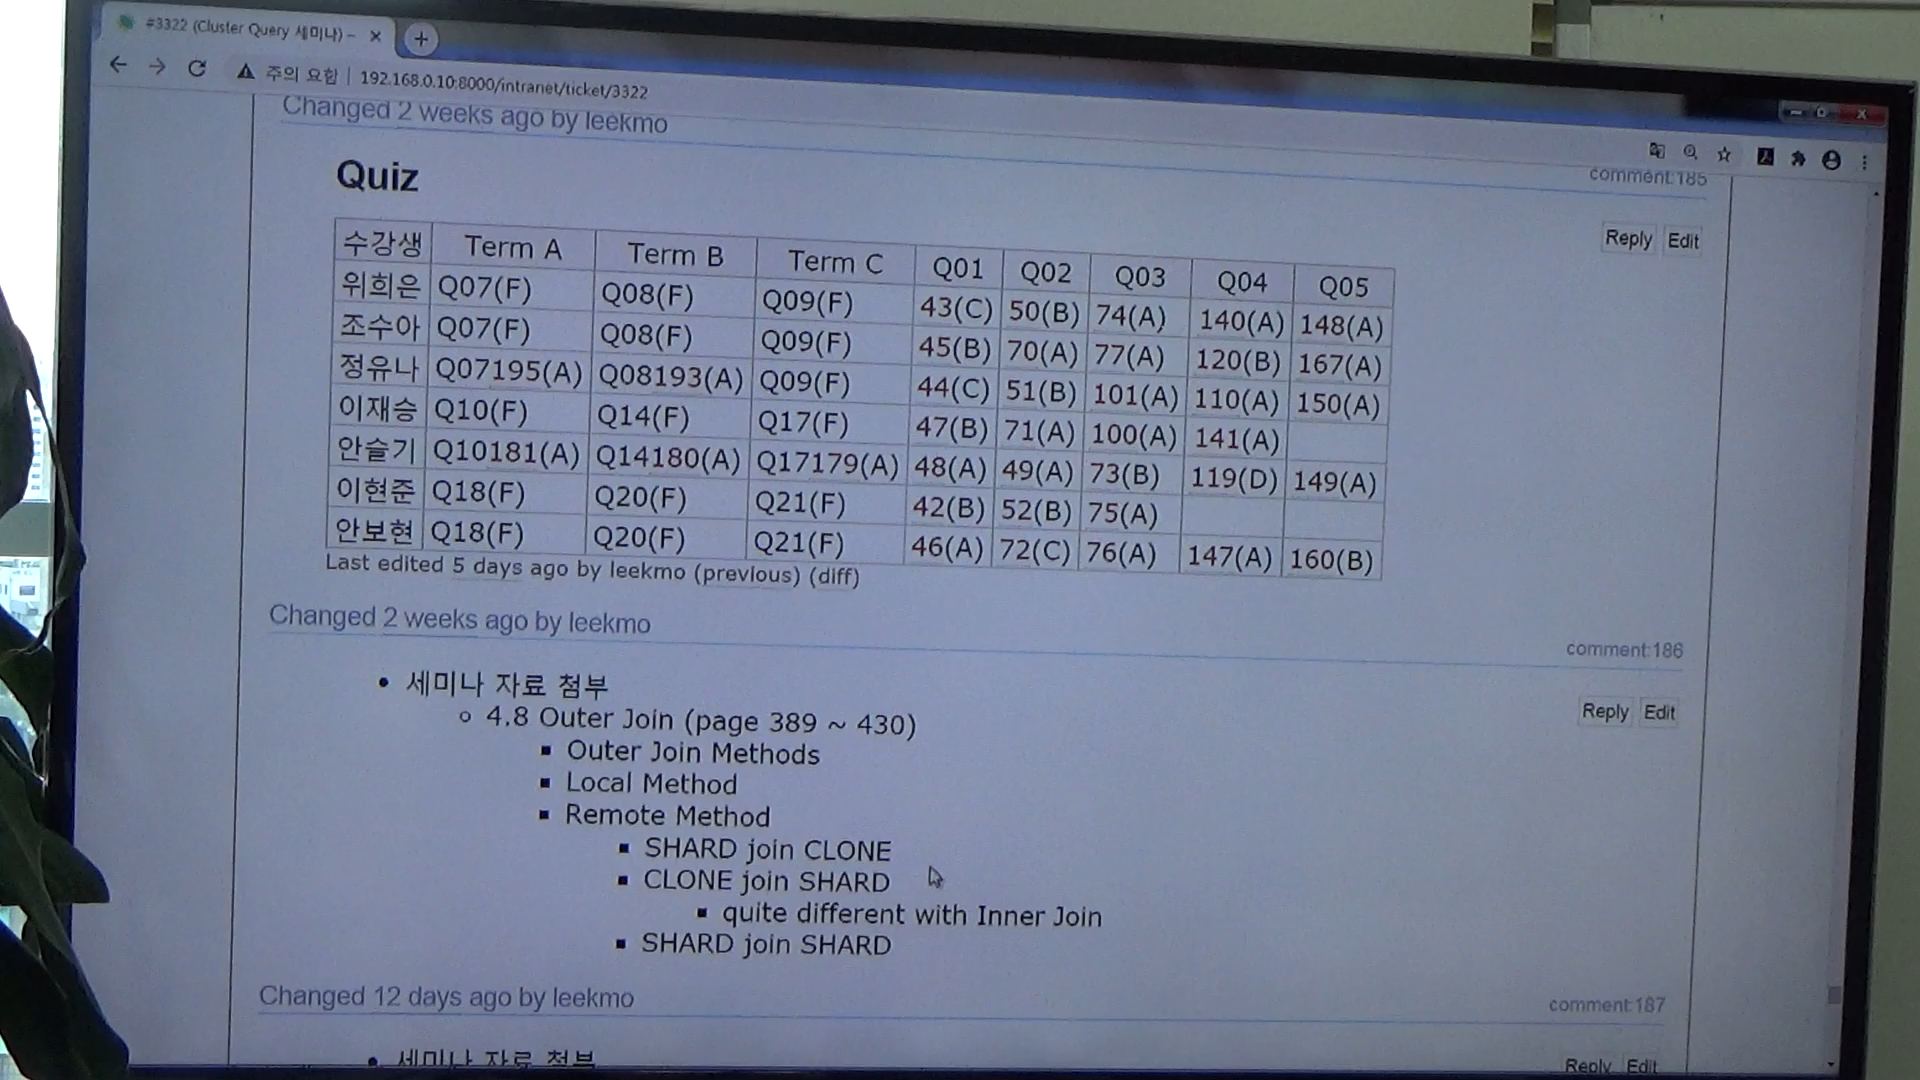 #3322 (Cluster Query 세미나) –
주의 요함 | 192.168.0.10:8000/intranet/ticket/3322
Changed 2 weeks ago by leekmo
comment:185
Quiz
Reply Edit
수강생 Term A Term B Term C Q01 Q02 Q03 Q04 Q05
위희은 Q07(F) Q08(F) Q09(F) 43(C) 50(B) 74(A) 140(A) 148(A)
조수아 Q07(F) Q08(F) Q09(F) 45(B) 70(A) 77(A) 120(B) 167(A)
정유나 Q07195(A) Q08193(A) Q09(F) 44(C) 51(B) 101(A) 110(A) 150(A)
이재승 Q10(F) Q14(F) Q17(F) 47(B) 71(A) 100(A) 141(A)
안슬기 Q10181(A) Q14180(A) Q17179(A) 48(A) 49(A) 73(B) 119(D) 149(A)
이현준 Q18(F) Q20(F) Q21(F) 42(B) 52(B) 75(A)
안보현 Q18(F) Q20(F) Q21(F) 46(A) 72(C) 76(A) 147(A) 160(B)
Last edited 5 days ago by leekmo (previous) (diff)
Changed 2 weeks ago by leekmo
comment:186
Reply Edit
세미나 자료 첨부
4.8 Outer Join (page 389 ~ 430)
Outer Join Methods
Local Method
Remote Method
SHARD join CLONE
CLONE join SHARD
quite different with Inner Join
SHARD join SHARD
Changed 12 days ago by leekmo
comment:187
Reply Edit
세미나 자료 첨부